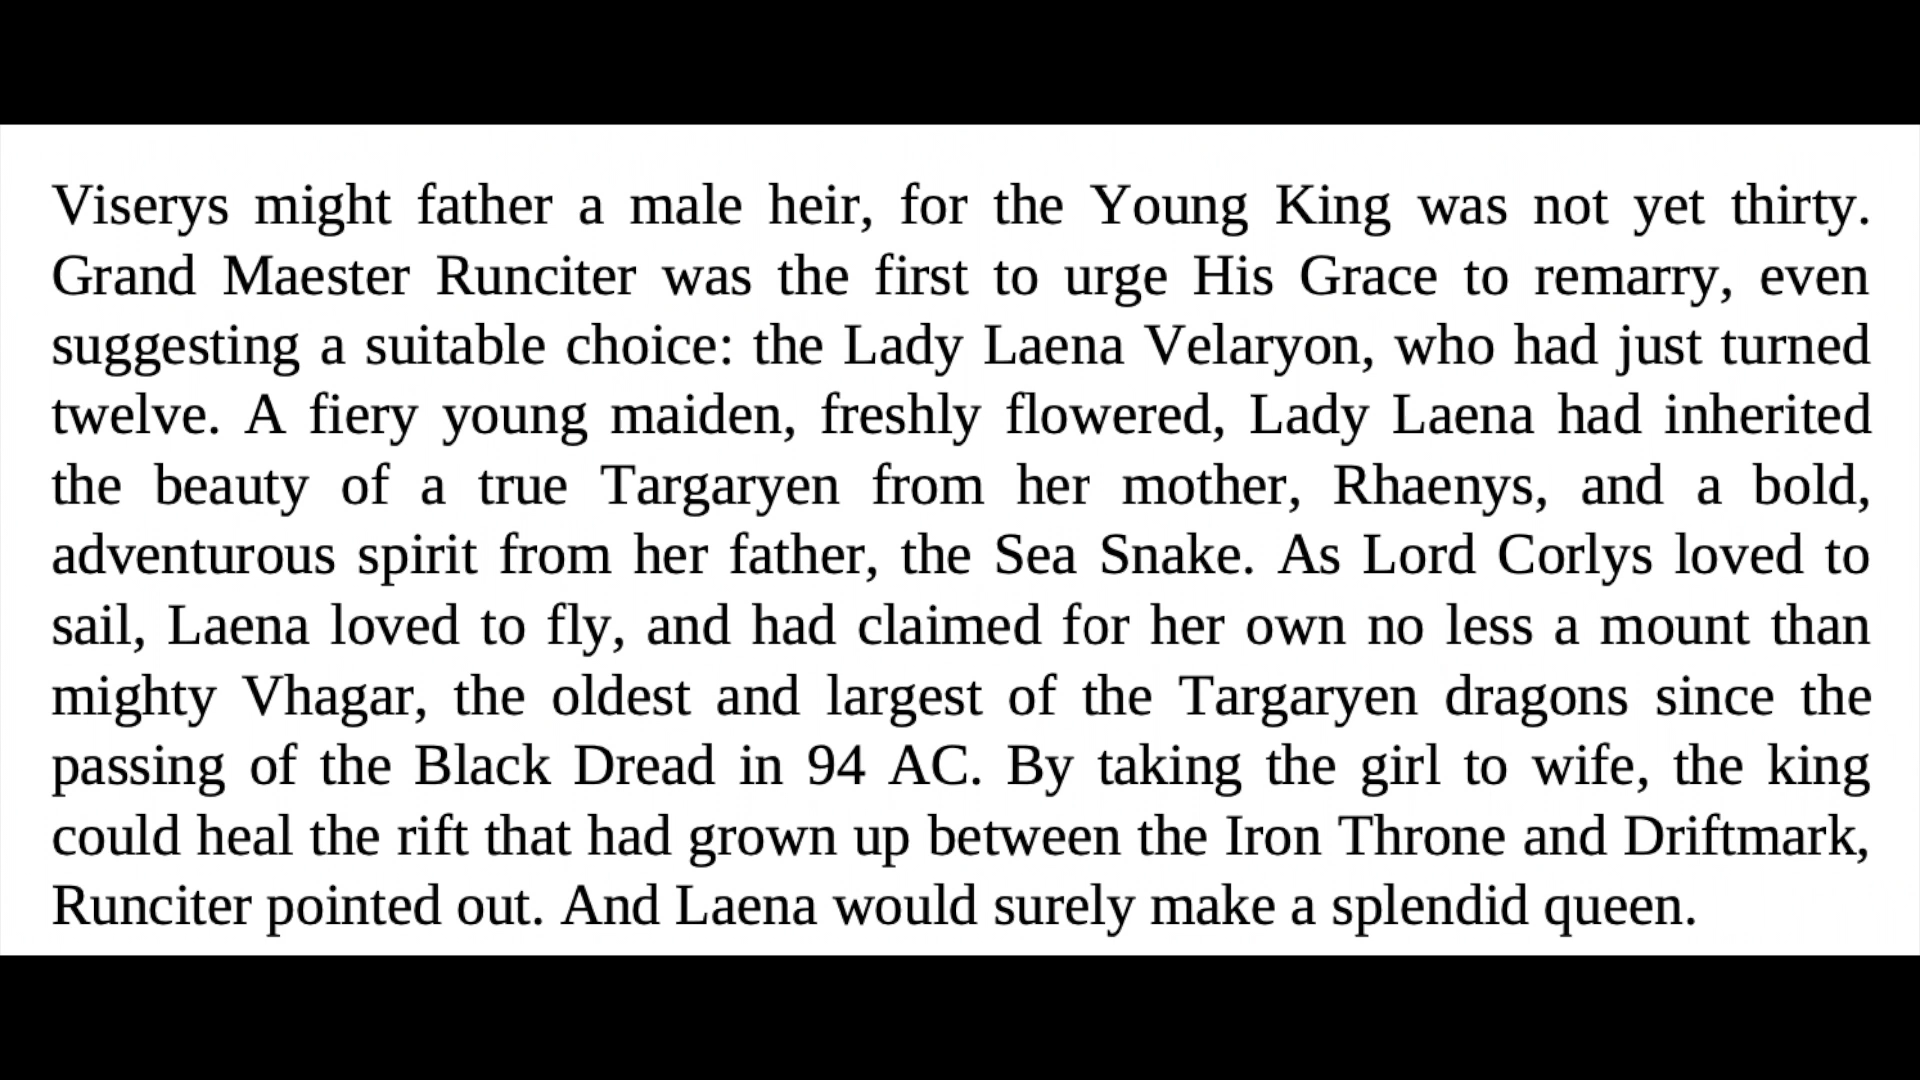 Viserys might father a male heir, for the Young King was not yet thirty.
Grand Maester Runciter was the first to urge His Grace to remarry, even
suggesting a suitable choice: the Lady Laena Velaryon, who had just turned
twelve. A fiery young maiden, freshly flowered, Lady Laena had inherited
the beauty of a true Targaryen from her mother, Rhaenys, and a bold,
adventurous spirit from her father, the Sea Snake. As Lord Corlys loved to
sail, Laena loved to fly, and had claimed for her own no less a mount than
mighty Vhagar, the oldest and largest of the Targaryen dragons since the
passing of the Black Dread in 94 AC. By taking the girl to wife, the king
could heal the rift that had grown up between the Iron Throne and Driftmark,
Runciter pointed out. And Laena would surely make a splendid queen.